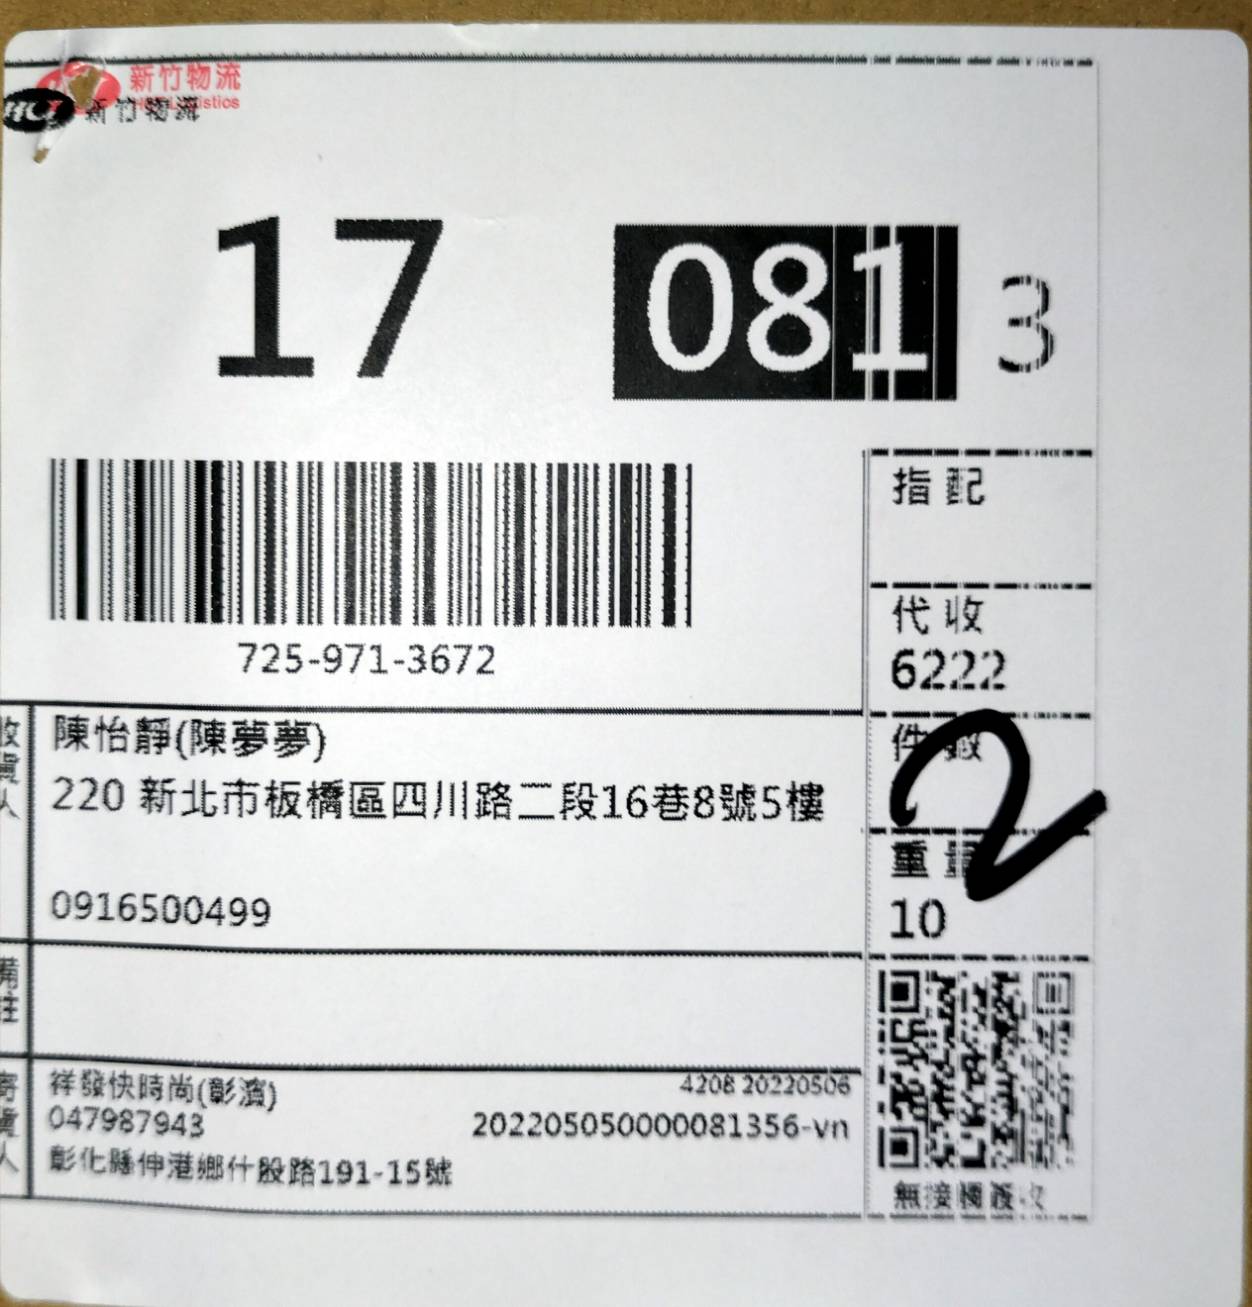 新竹物流
HCT Logistics
HCT 新竹物流
17 081 3
指配
代收
6222
725-971-3672
件數
2
收貨人
陳怡靜(陳夢夢)
220 新北市板橋區四川路二段16巷8號5樓
0916500499
重量
10
備註
寄貨人
祥發快時尚(彰濱)
4208 20220506
047987943
202205050000081356-vn
彰化縣伸港鄉什股路191-15號
無接觸簽收